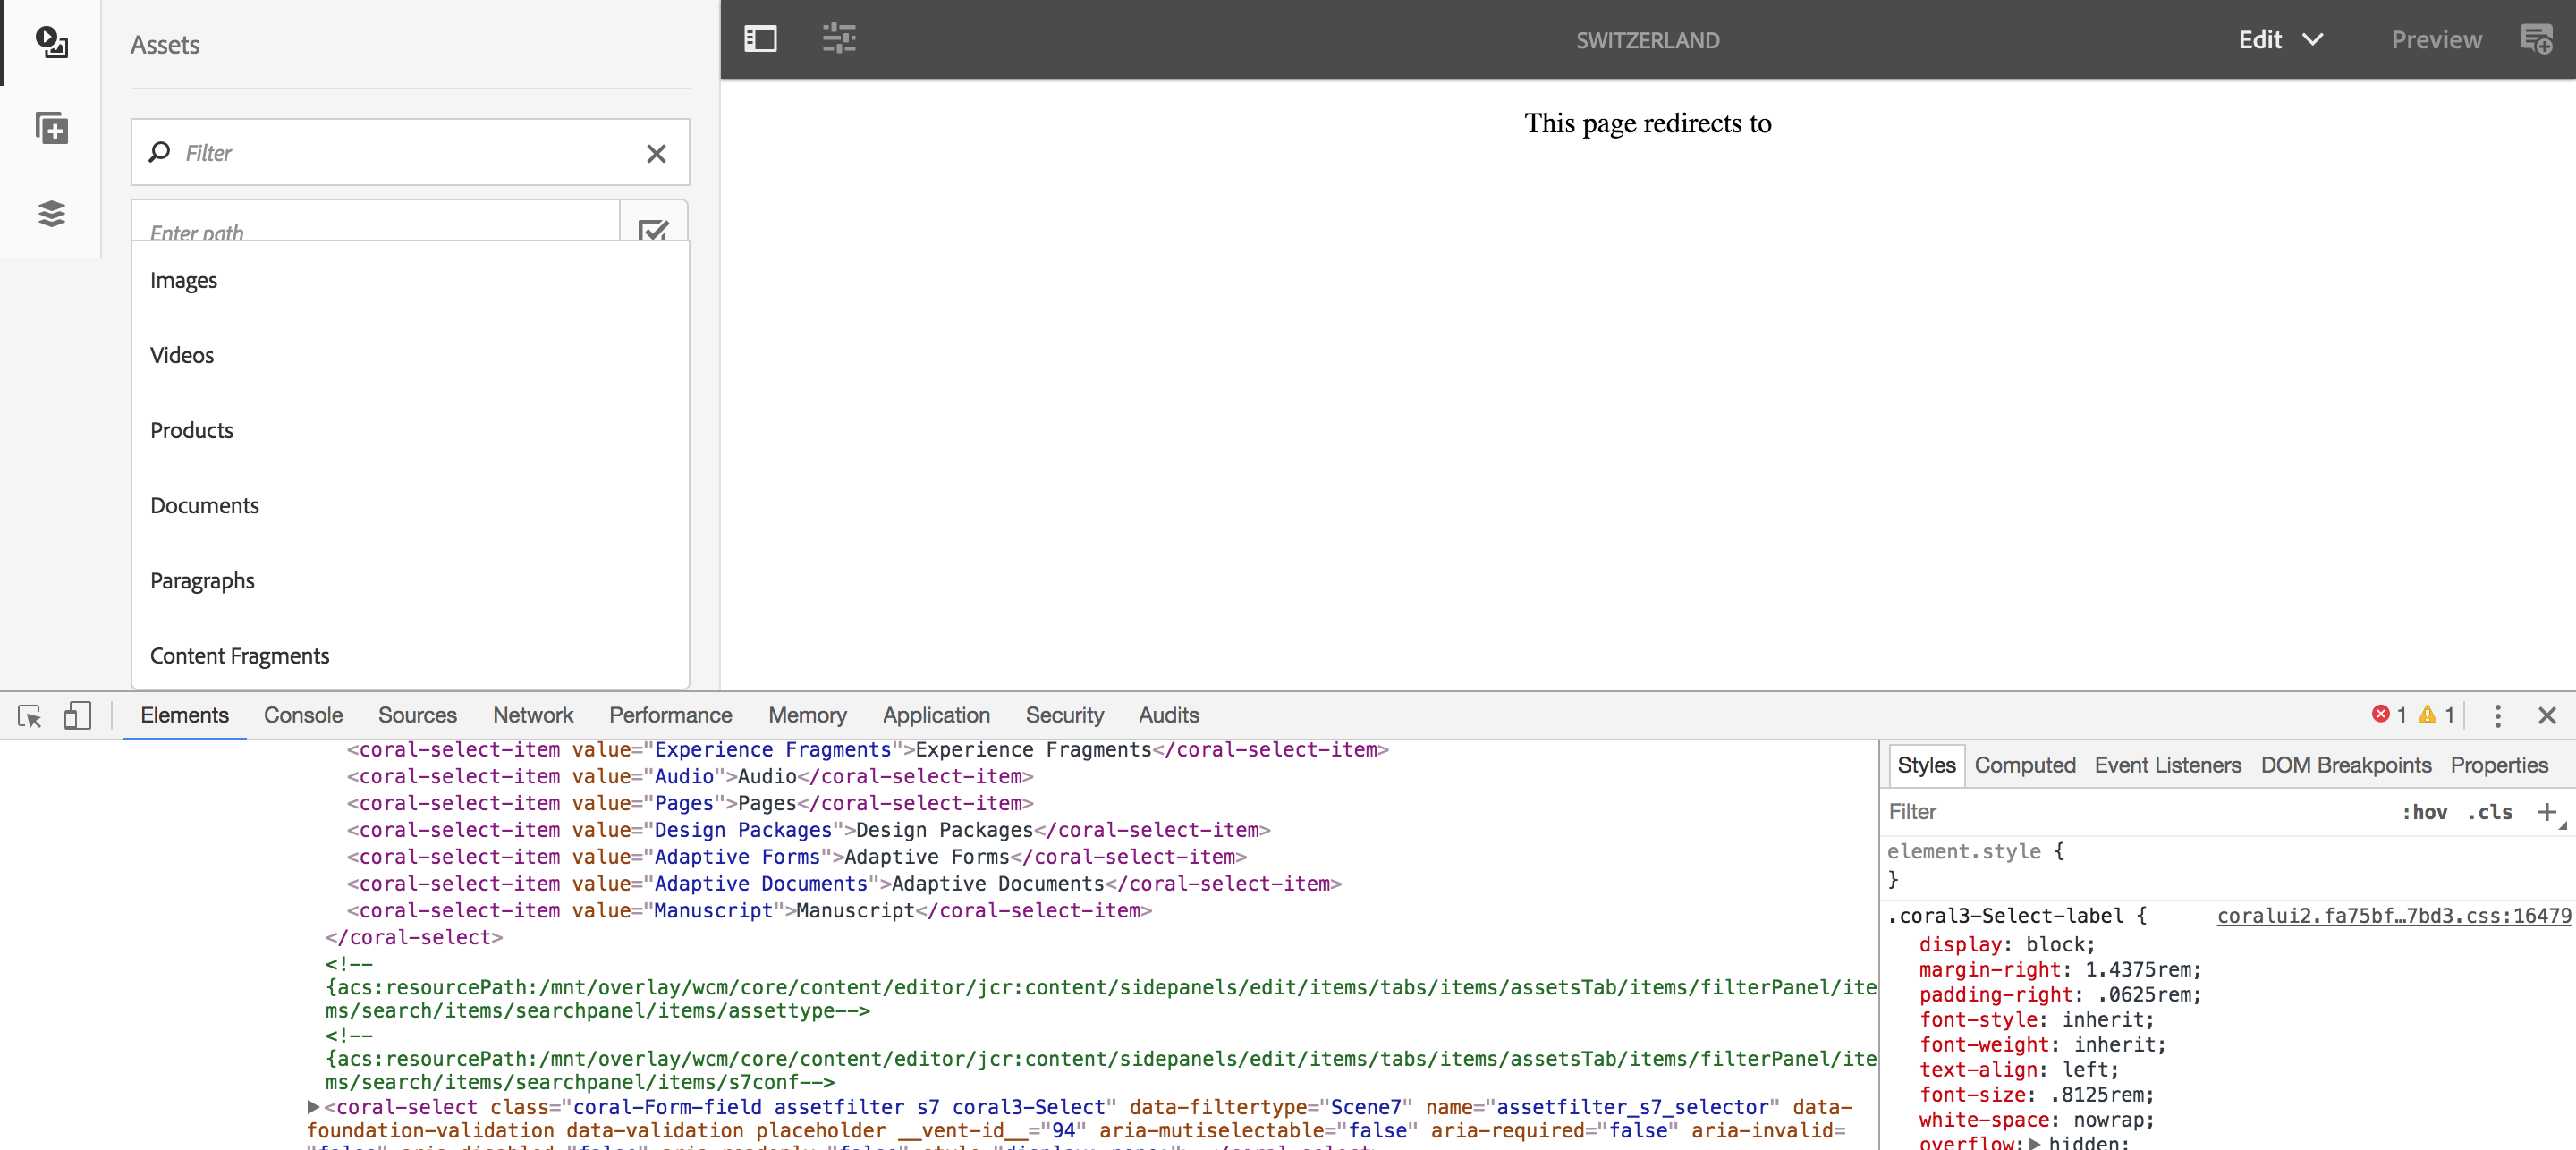 Assets
SWITZERLAND
Edit
Preview
Filter
Enter path
Images
Videos
Products
Documents
Paragraphs
Content Fragments
This page redirects to
Elements Console Sources Network Performance Memory Application Security Audits
1 1
<coral-select-item value="Experience Fragments">Experience Fragments</coral-select-item>
<coral-select-item value="Audio">Audio</coral-select-item>
<coral-select-item value="Pages">Pages</coral-select-item>
<coral-select-item value="Design Packages">Design Packages</coral-select-item>
<coral-select-item value="Adaptive Forms">Adaptive Forms</coral-select-item>
<coral-select-item value="Adaptive Documents">Adaptive Documents</coral-select-item>
<coral-select-item value="Manuscript">Manuscript</coral-select-item>
</coral-select>
<!--
{acs:resourcePath:/mnt/overlay/wcm/core/content/editor/jcr:content/sidepanels/edit/items/tabs/items/assetsTab/items/filterPanel/ite
ms/search/items/searchpanel/items/assettype-->
<!--
{acs:resourcePath:/mnt/overlay/wcm/core/content/editor/jcr:content/sidepanels/edit/items/tabs/items/assetsTab/items/filterPanel/ite
ms/search/items/searchpanel/items/s7conf-->
<coral-select class="coral-Form-field assetfilter s7 coral3-Select" data-filtertype="Scene7" name="assetfilter_s7_selector" data-
foundation-validation data-validation placeholder __vent-id__="94" aria-mutiselectable="false" aria-required="false" aria-invalid=
Styles Computed Event Listeners DOM Breakpoints Properties
Filter :hov .cls +
element.style {
}
.coral3-Select-label { coralui2.fa75bf…7bd3.css:16479
display: block;
margin-right: 1.4375rem;
padding-right: .0625rem;
font-style: inherit;
font-weight: inherit;
text-align: left;
font-size: .8125rem;
white-space: nowrap;
overflow: hidden;